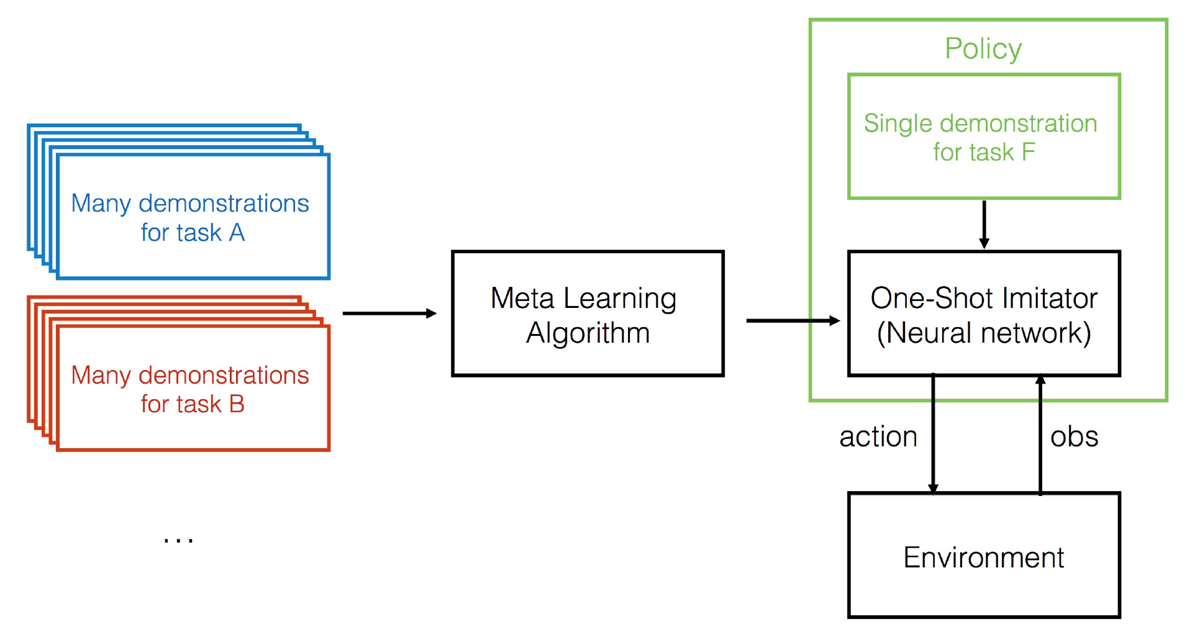 Policy
Single demonstration
for task F
Many demonstrations
for task A
Meta Learning
Algorithm
One-Shot Imitator
(Neural network)
Many demonstrations
for task B
action
obs
...
Environment